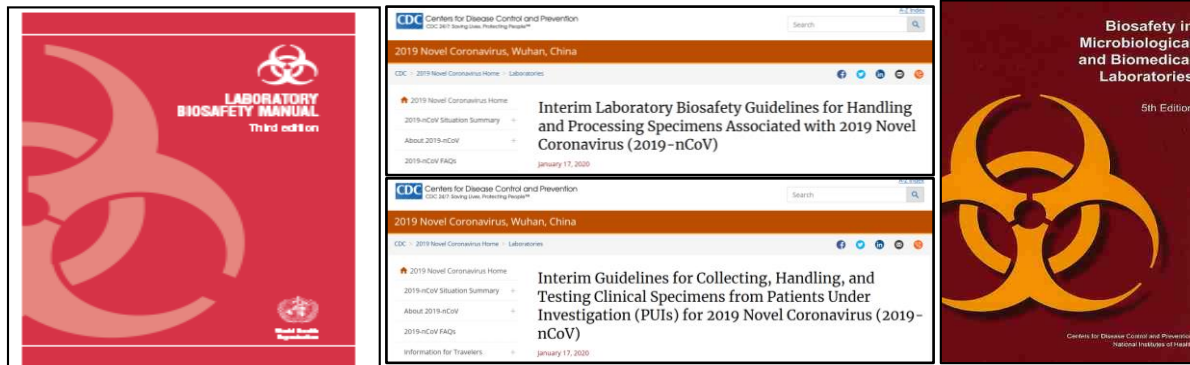 LABORATORY
BIOSAFETY MANUAL
Third edition
World Health
Organization
A-Z Index
CDC Centers for Disease Control and Prevention
CDC 24/7: Saving Lives, Protecting People™
Search
2019 Novel Coronavirus, Wuhan, China
CDC > 2019 Novel Coronavirus Home > Laboratories
2019 Novel Coronavirus Home
2019-nCoV Situation Summary +
About 2019-nCoV +
2019-nCoV FAQs
Interim Laboratory Biosafety Guidelines for Handling
and Processing Specimens Associated with 2019 Novel
Coronavirus (2019-nCoV)
January 17, 2020
A-Z Index
CDC Centers for Disease Control and Prevention
CDC 24/7: Saving Lives, Protecting People™
Search
2019 Novel Coronavirus, Wuhan, China
CDC > 2019 Novel Coronavirus Home > Laboratories
2019 Novel Coronavirus Home
2019-nCoV Situation Summary +
About 2019-nCoV +
2019-nCoV FAQs
Information for Travelers +
Interim Guidelines for Collecting, Handling, and
Testing Clinical Specimens from Patients Under
Investigation (PUIs) for 2019 Novel Coronavirus (2019-
nCoV)
January 17, 2020
Biosafety in
Microbiologica
and Biomedica
Laboratories
5th Edition
Centers for Disease Control and Prevention
National Institutes of Health